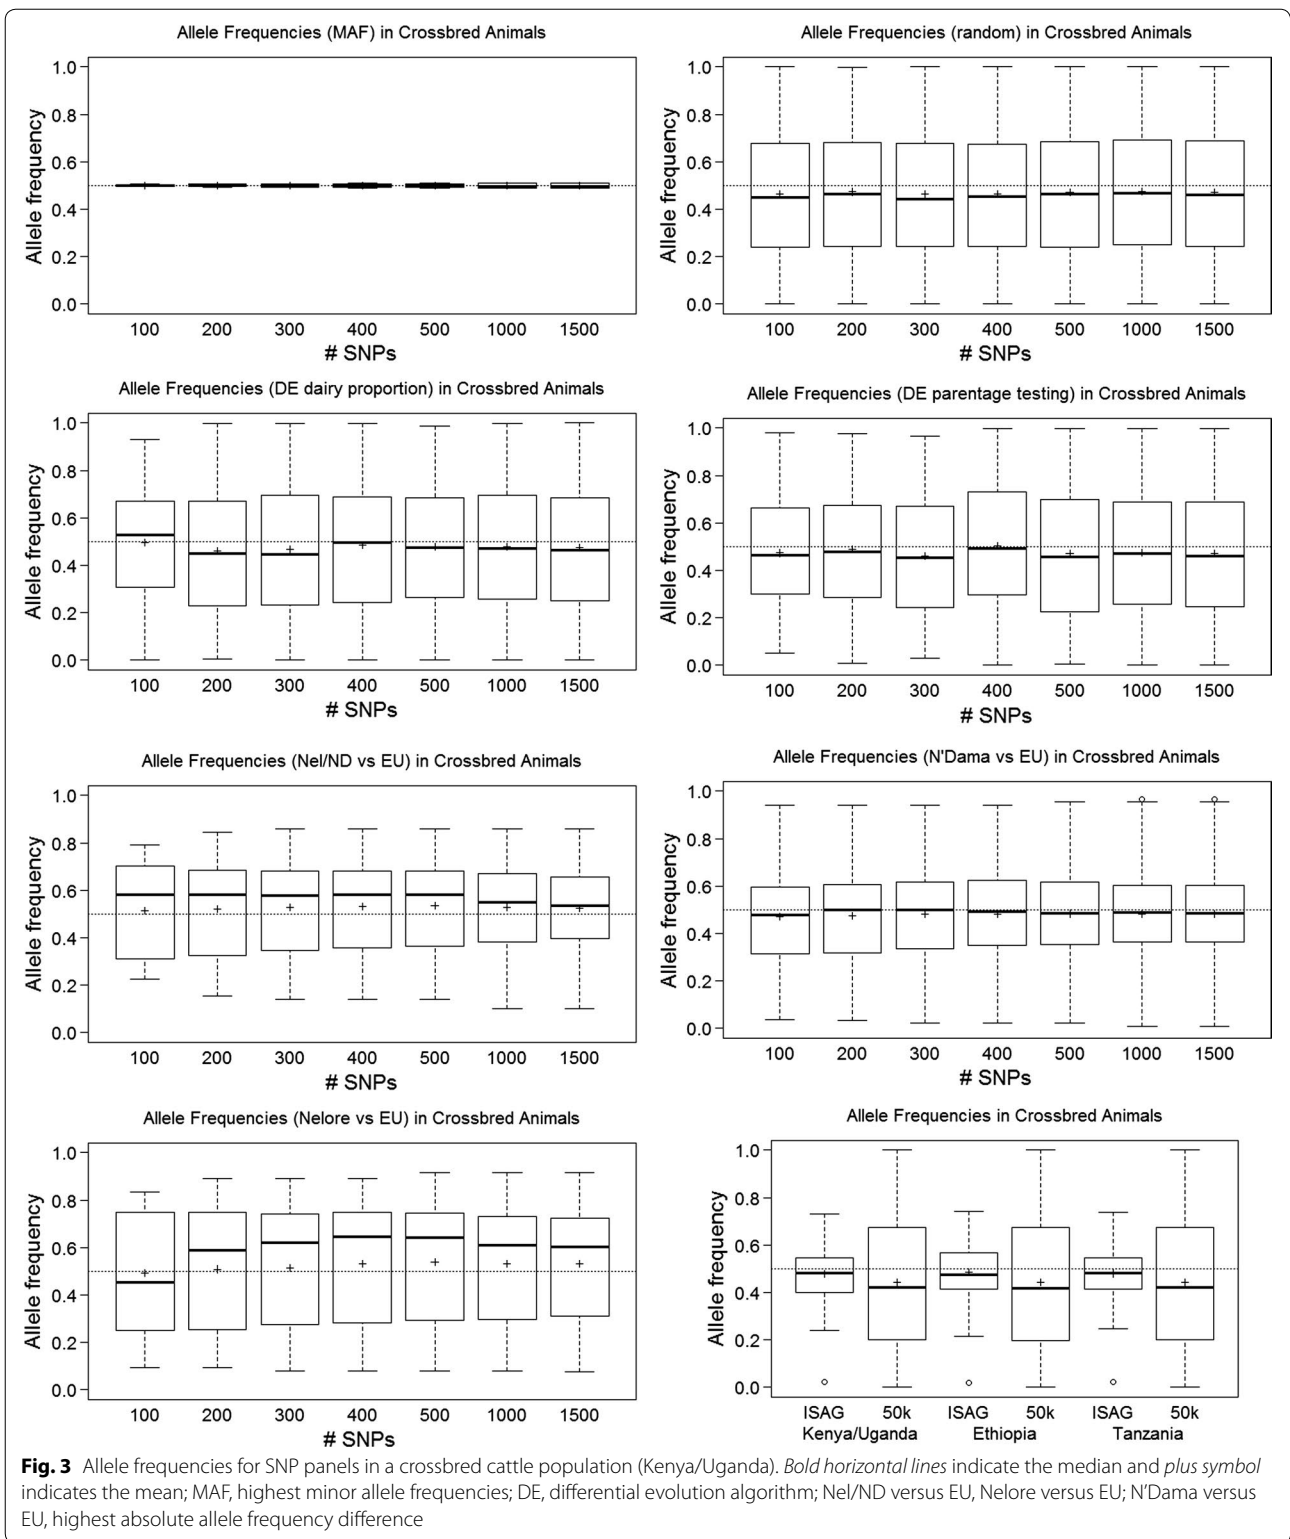 Allele Frequencies (MAF) in Crossbred Animals
Allele frequency
1.0
0.8
0.6
0.4
0.2
0.0
100 200 300 400 500 1000 1500
# SNPs
Allele Frequencies (random) in Crossbred Animals
Allele frequency
1.0
0.8
0.6
0.4
0.2
0.0
100 200 300 400 500 1000 1500
# SNPs
Allele Frequencies (DE dairy proportion) in Crossbred Animals
Allele frequency
1.0
0.8
0.6
0.4
0.2
0.0
100 200 300 400 500 1000 1500
# SNPs
Allele Frequencies (DE parentage testing) in Crossbred Animals
Allele frequency
1.0
0.8
0.6
0.4
0.2
0.0
100 200 300 400 500 1000 1500
# SNPs
Allele Frequencies (Nel/ND vs EU) in Crossbred Animals
Allele frequency
1.0
0.8
0.6
0.4
0.2
0.0
100 200 300 400 500 1000 1500
# SNPs
Allele Frequencies (N'Dama vs EU) in Crossbred Animals
Allele frequency
1.0
0.8
0.6
0.4
0.2
0.0
100 200 300 400 500 1000 1500
# SNPs
Allele Frequencies (Nelore vs EU) in Crossbred Animals
Allele frequency
1.0
0.8
0.6
0.4
0.2
0.0
100 200 300 400 500 1000 1500
# SNPs
Allele Frequencies in Crossbred Animals
Allele frequency
1.0
0.8
0.6
0.4
0.2
0.0
ISAG 50k ISAG 50k ISAG 50k
Kenya/Uganda Ethiopia Tanzania
Fig. 3 Allele frequencies for SNP panels in a crossbred cattle population (Kenya/Uganda). Bold horizontal lines indicate the median and plus symbol
indicates the mean; MAF, highest minor allele frequencies; DE, differential evolution algorithm; Nel/ND versus EU, Nelore versus EU; N'Dama versus
EU, highest absolute allele frequency difference